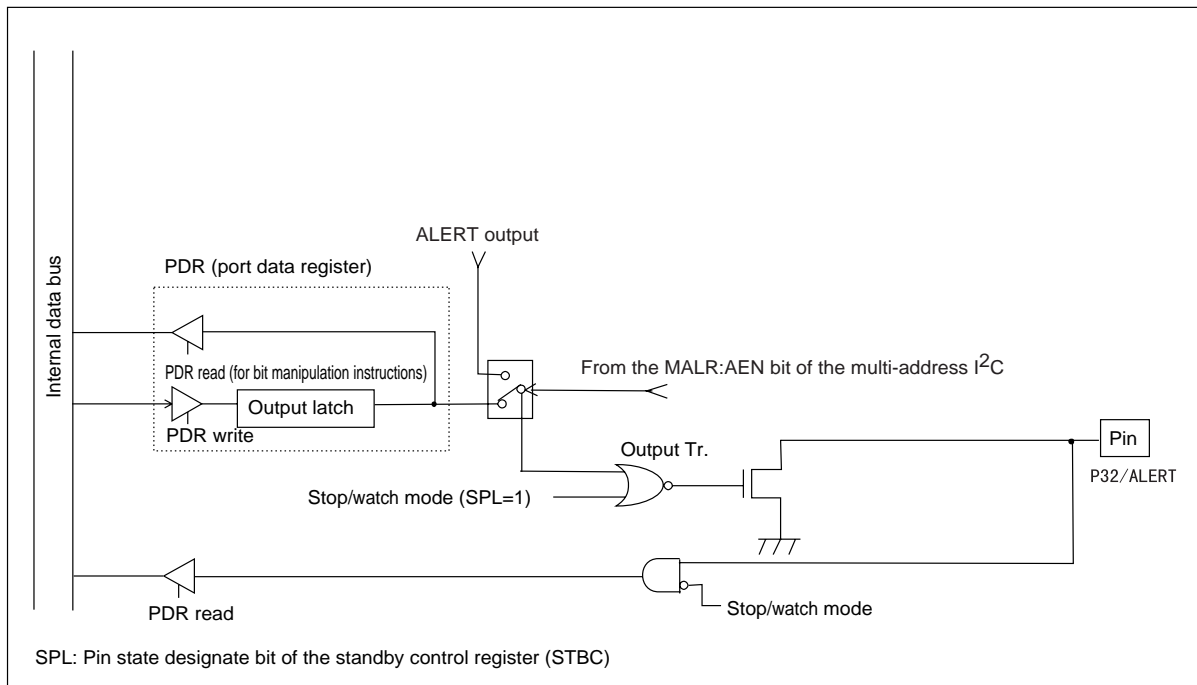 ALERT output
PDR (port data register)
Internal data bus
PDR read (for bit manipulation instructions)
From the MALR:AEN bit of the multi-address I2C
Output latch
PDR write
Output Tr.
Pin
P32/ALERT
Stop/watch mode (SPL=1)
PDR read
Stop/watch mode
SPL: Pin state designate bit of the standby control register (STBC)